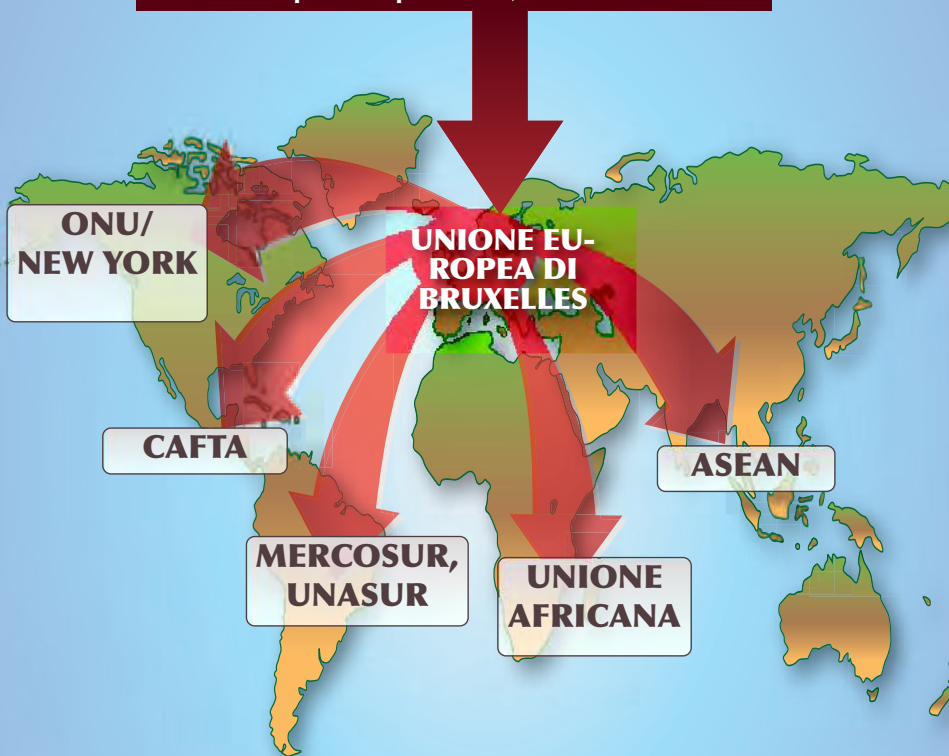 ONU/
NEW YORK
UNIONE EU-
ROPEA DI
BRUXELLES
CAFTA
ASEAN
MERCOSUR,
UNASUR
UNIONE
AFRICANA